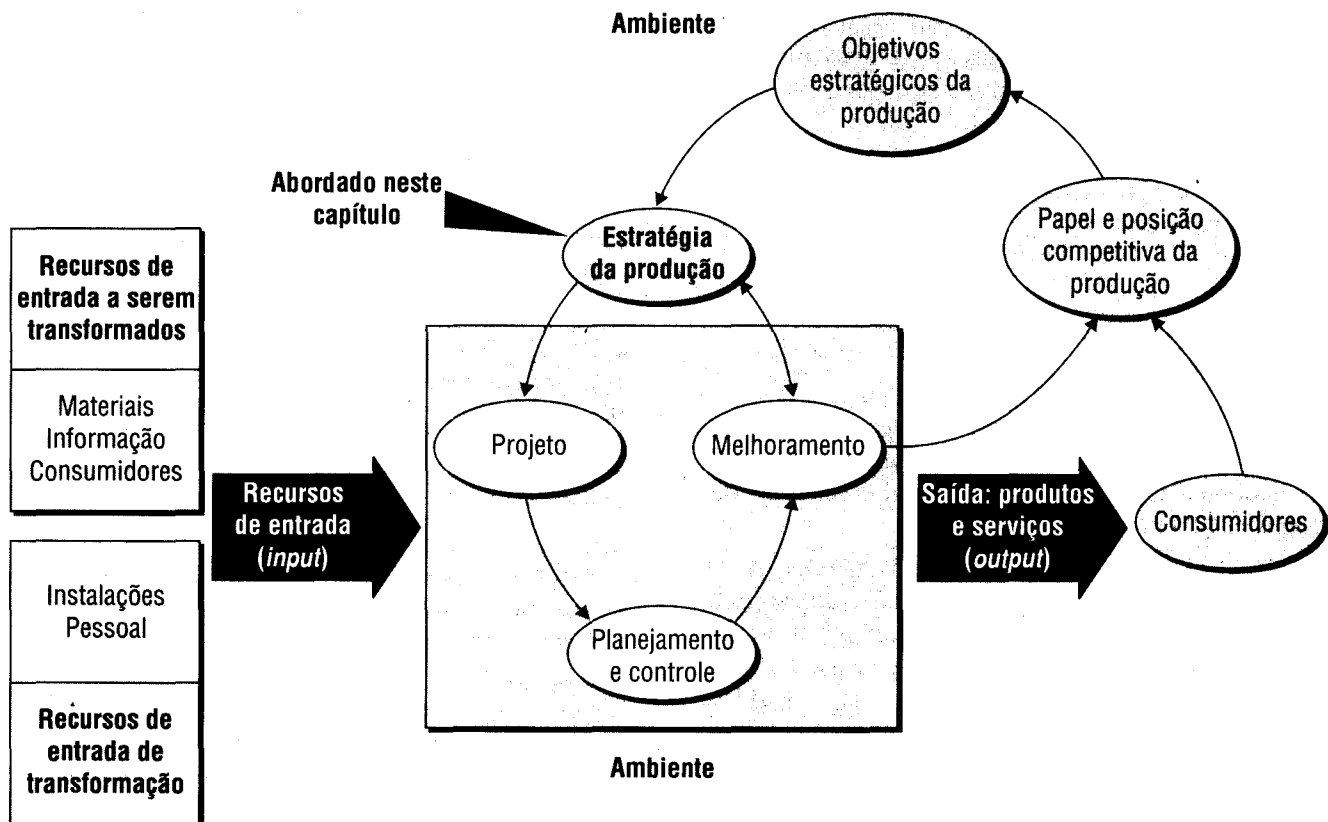 Ambiente
Objetivos
estratégicos da
produção
Abordado neste
capítulo
Estratégia
da produção
Papel e posição
competitiva da
produção
Recursos de
entrada a serem
transformados
Materiais
Informação
Consumidores
Recursos
de entrada
(input)
Projeto
Melhoramento
Saída: produtos
e serviços
(output)
Consumidores
Instalações
Pessoal
Planejamento
e controle
Recursos de
entrada de
transformação
Ambiente